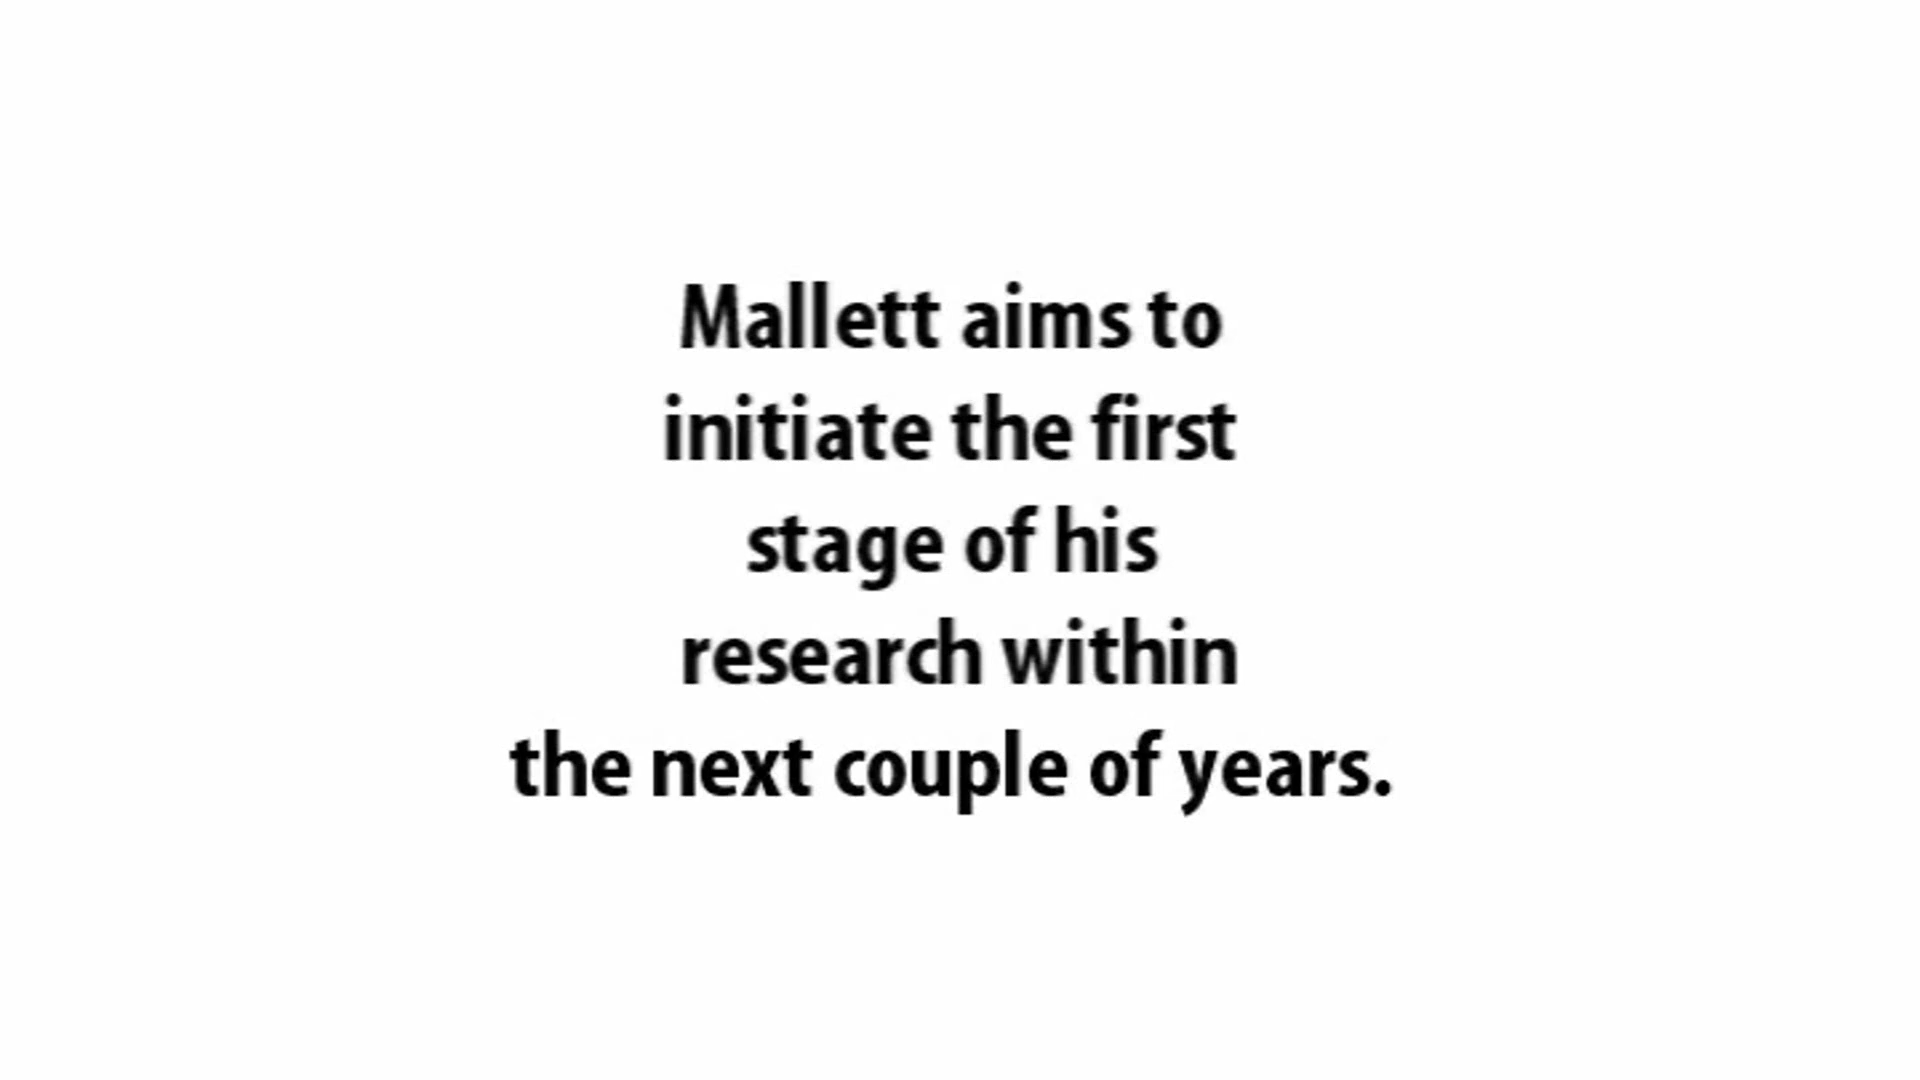 Mallett aims to
initiate the first
stage of his
research within
the next couple of years.